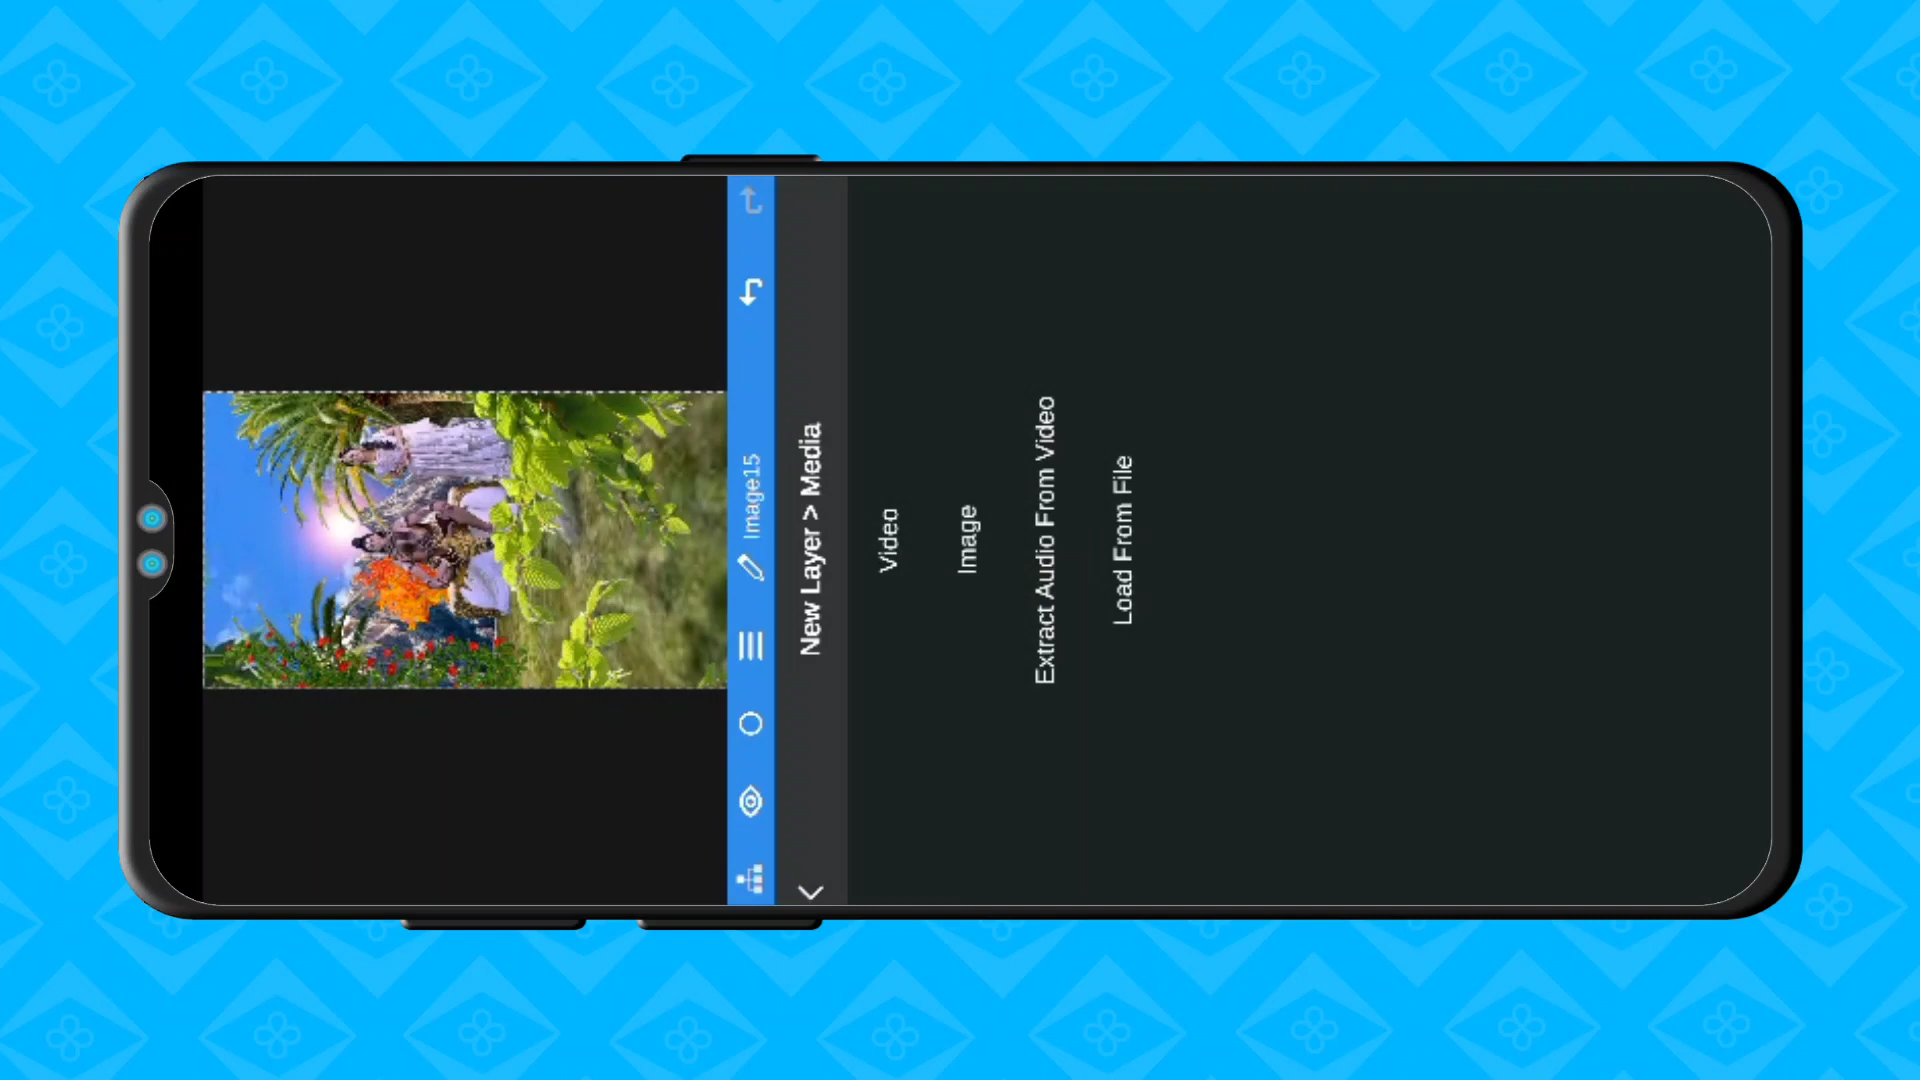 Image15
New Layer > Media
Video
Image
Extract Audio From Video
Load From File